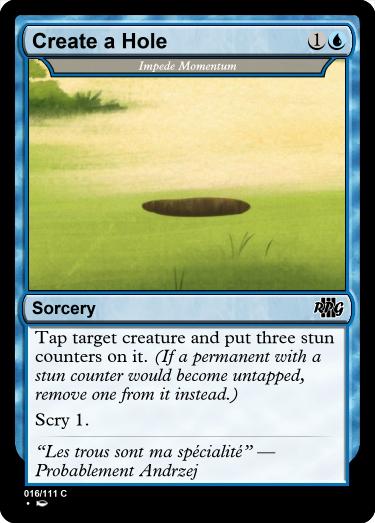 Create a Hole 1
Impede Momentum
Sorcery RPG
Tap target creature and put three stun
counters on it. (If a permanent with a
stun counter would become untapped,
remove one from it instead.)
Scry 1.
“Les trous sont ma spécialité” —
Probablement Andrzej
016/111 C